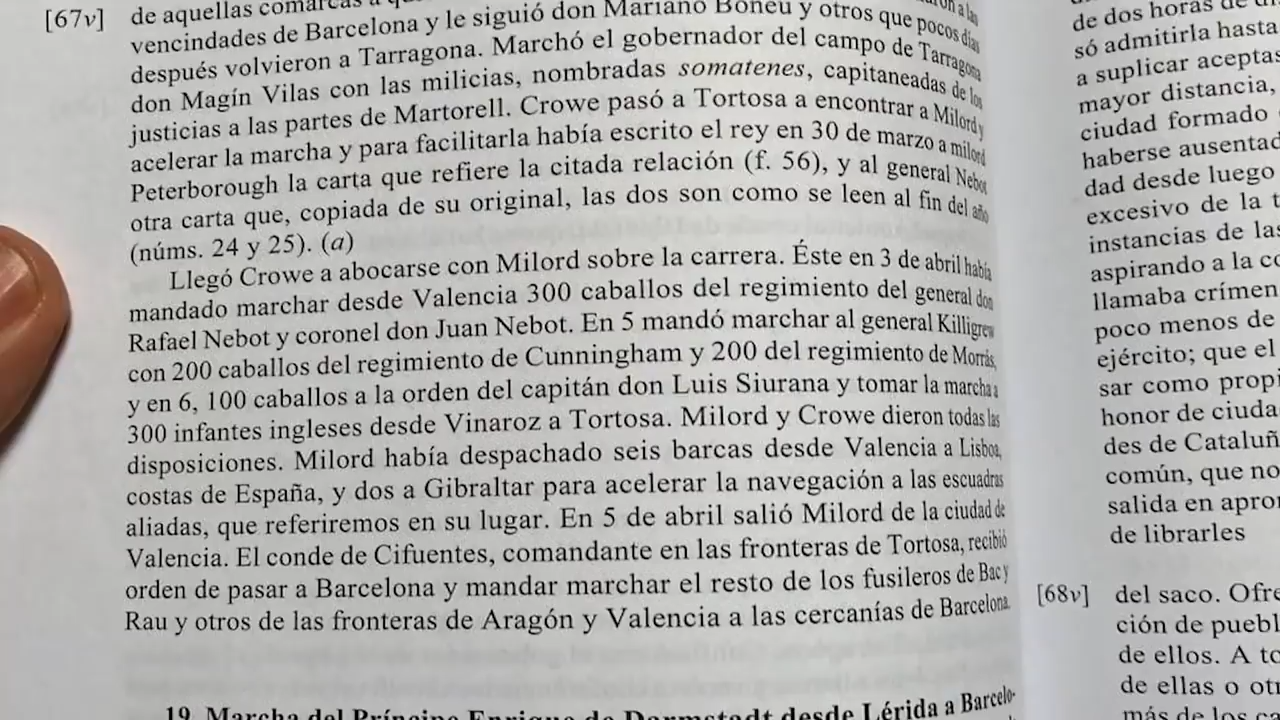 [67v]
de aquellas comarcas a
vencindades de Barcelona y le siguió don Mariano Boneu y otros que pocos días
después volvieron a Tarragona. Marchó el gobernador del campo de Tarragona
don Magín Vilas con las milicias, nombradas somatenes, capitaneadas de los
justicias a las partes de Martorell. Crowe pasó a Tortosa a encontrar a Milord y
acelerar la marcha y para facilitarla había escrito el rey en 30 de marzo a milord
Peterborough la carta que refiere la citada relación (f. 56), y al general Nebot
otra carta que, copiada de su original, las dos son como se leen al fin del año
(núms. 24 y 25). (a)
Llegó Crowe a abocarse con Milord sobre la carrera. Éste en 3 de abril había
mandado marchar desde Valencia 300 caballos del regimiento del general don
Rafael Nebot y coronel don Juan Nebot. En 5 mandó marchar al general Killigrew
con 200 caballos del regimiento de Cunningham y 200 del regimiento de Morràs,
y en 6, 100 caballos a la orden del capitán don Luis Siurana y tomar la marcha a
300 infantes ingleses desde Vinaroz a Tortosa. Milord y Crowe dieron todas las
disposiciones. Milord había despachado seis barcas desde Valencia a Lisboa,
costas de España, y dos a Gibraltar para acelerar la navegación a las escuadras
aliadas, que referiremos en su lugar. En 5 de abril salió Milord de la ciudad de
Valencia. El conde de Cifuentes, comandante en las fronteras de Tortosa, recibió
orden de pasar a Barcelona y mandar marchar el resto de los fusileros de Bac y
Rau y otros de las fronteras de Aragón y Valencia a las cercanías de Barcelona.
19. Marcha del Príncipe Enrique de Darmstadt desde Lérida a Barcelo-
de dos horas de
só admitirla hasta
a suplicar aceptas
mayor distancia,
ciudad formado
haberse ausentad
dad desde luego
excesivo de la t
instancias de las
aspirando a la co
llamaba crímen
poco menos de
ejército; que el
sar como propi
honor de ciuda
des de Cataluñ
común, que no
salida en apron
de librarles
[68v]
del saco. Ofre
ción de puebl
de ellos. A to
de ellas o otr
más de los ca